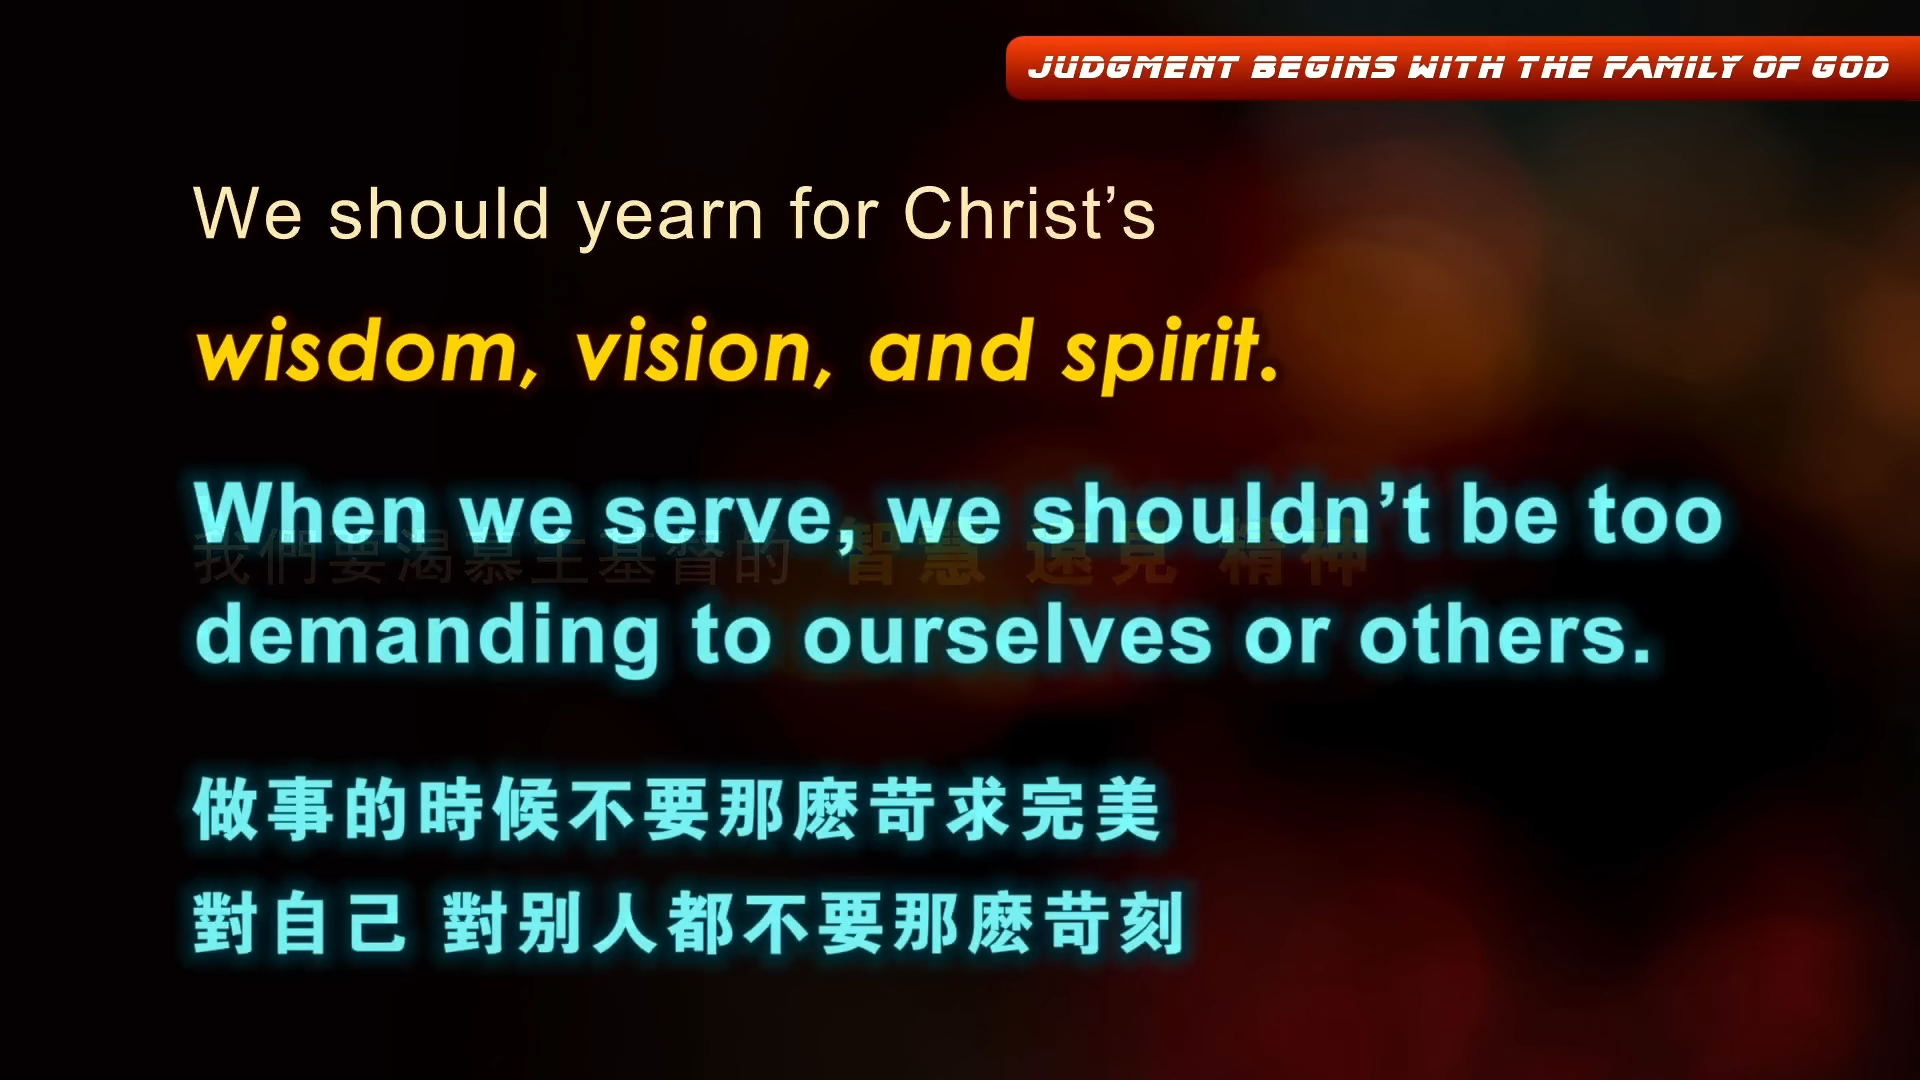 JUDGMENT BEGINS WITH THE FAMILY OF GOD
We should yearn for Christ’s
wisdom, vision, and spirit.
When we serve, we shouldn’t be too
我們要渴慕主基督的 智慧 遠見 精神
demanding to ourselves or others.
做事的時候不要那麽苛求完美
對自己 對别人都不要那麽苛刻